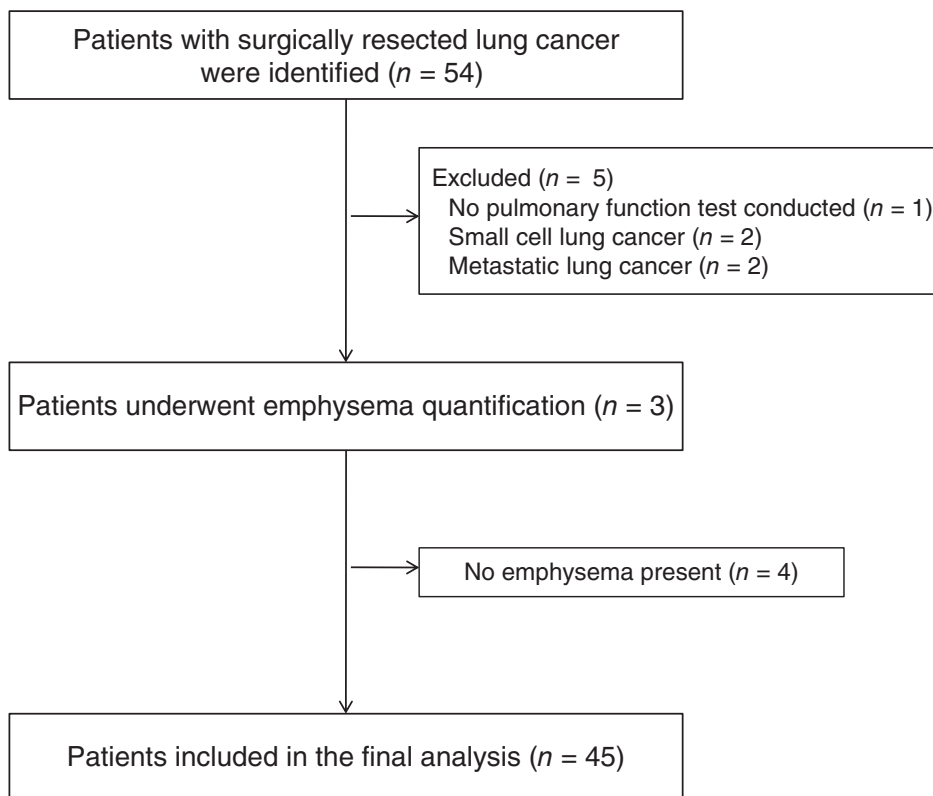 Patients with surgically resected lung cancer
were identified (n = 54)
Excluded (n = 5)
No pulmonary function test conducted (n = 1)
Small cell lung cancer (n = 2)
Metastatic lung cancer (n = 2)
Patients underwent emphysema quantification (n = 3)
No emphysema present (n = 4)
Patients included in the final analysis (n = 45)